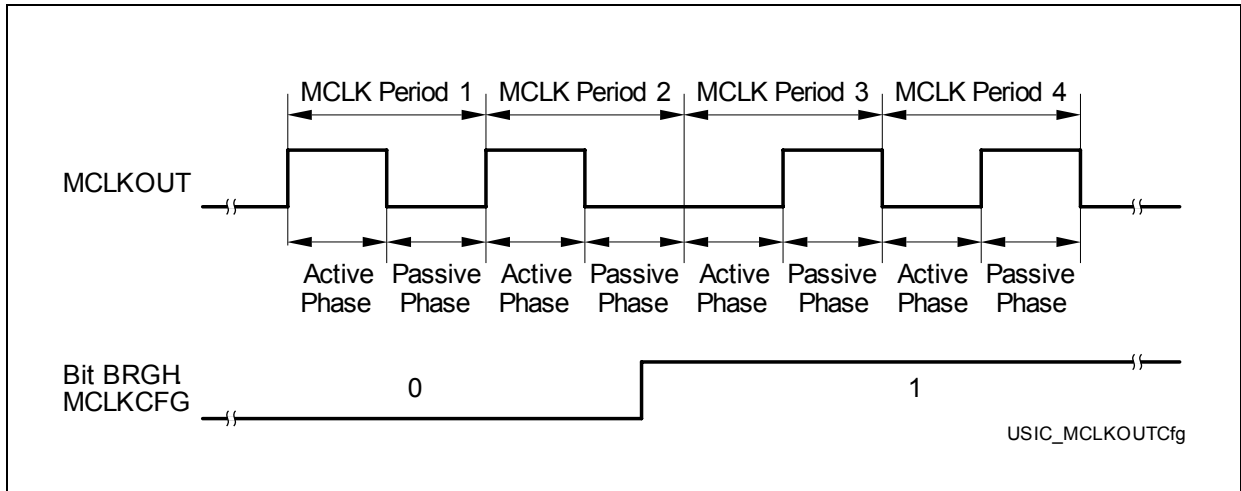 MCLK Period 1 MCLK Period 2 MCLK Period 3 MCLK Period 4
MCLKOUT
Active Passive Active Passive Active Passive Active Passive
Phase Phase Phase Phase Phase Phase Phase Phase
Bit BRGH.
MCLKCFG
0 1
USIC_MCLKOUTCfg